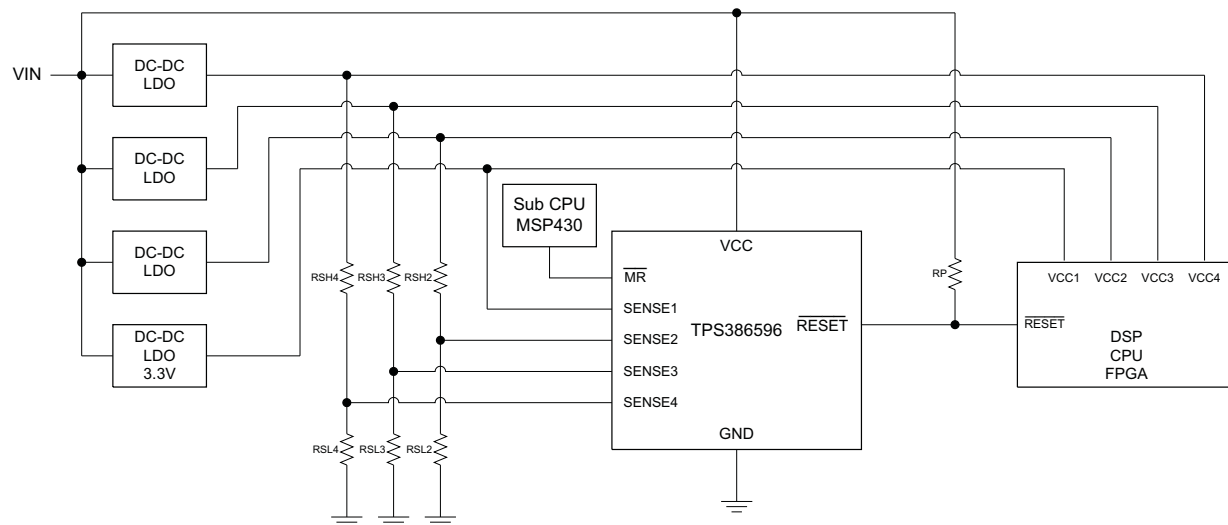 VIN
DC-DC
LDO
DC-DC
LDO
DC-DC
LDO
DC-DC
LDO
3.3V
Sub CPU
MSP430
RSH4
RSH3
RSH2
RSL4
RSL3
RSL2
VCC
MR
SENSE1
SENSE2
SENSE3
SENSE4
TPS386596
RESET
GND
RP
VCC1
VCC2
VCC3
VCC4
RESET
DSP
CPU
FPGA